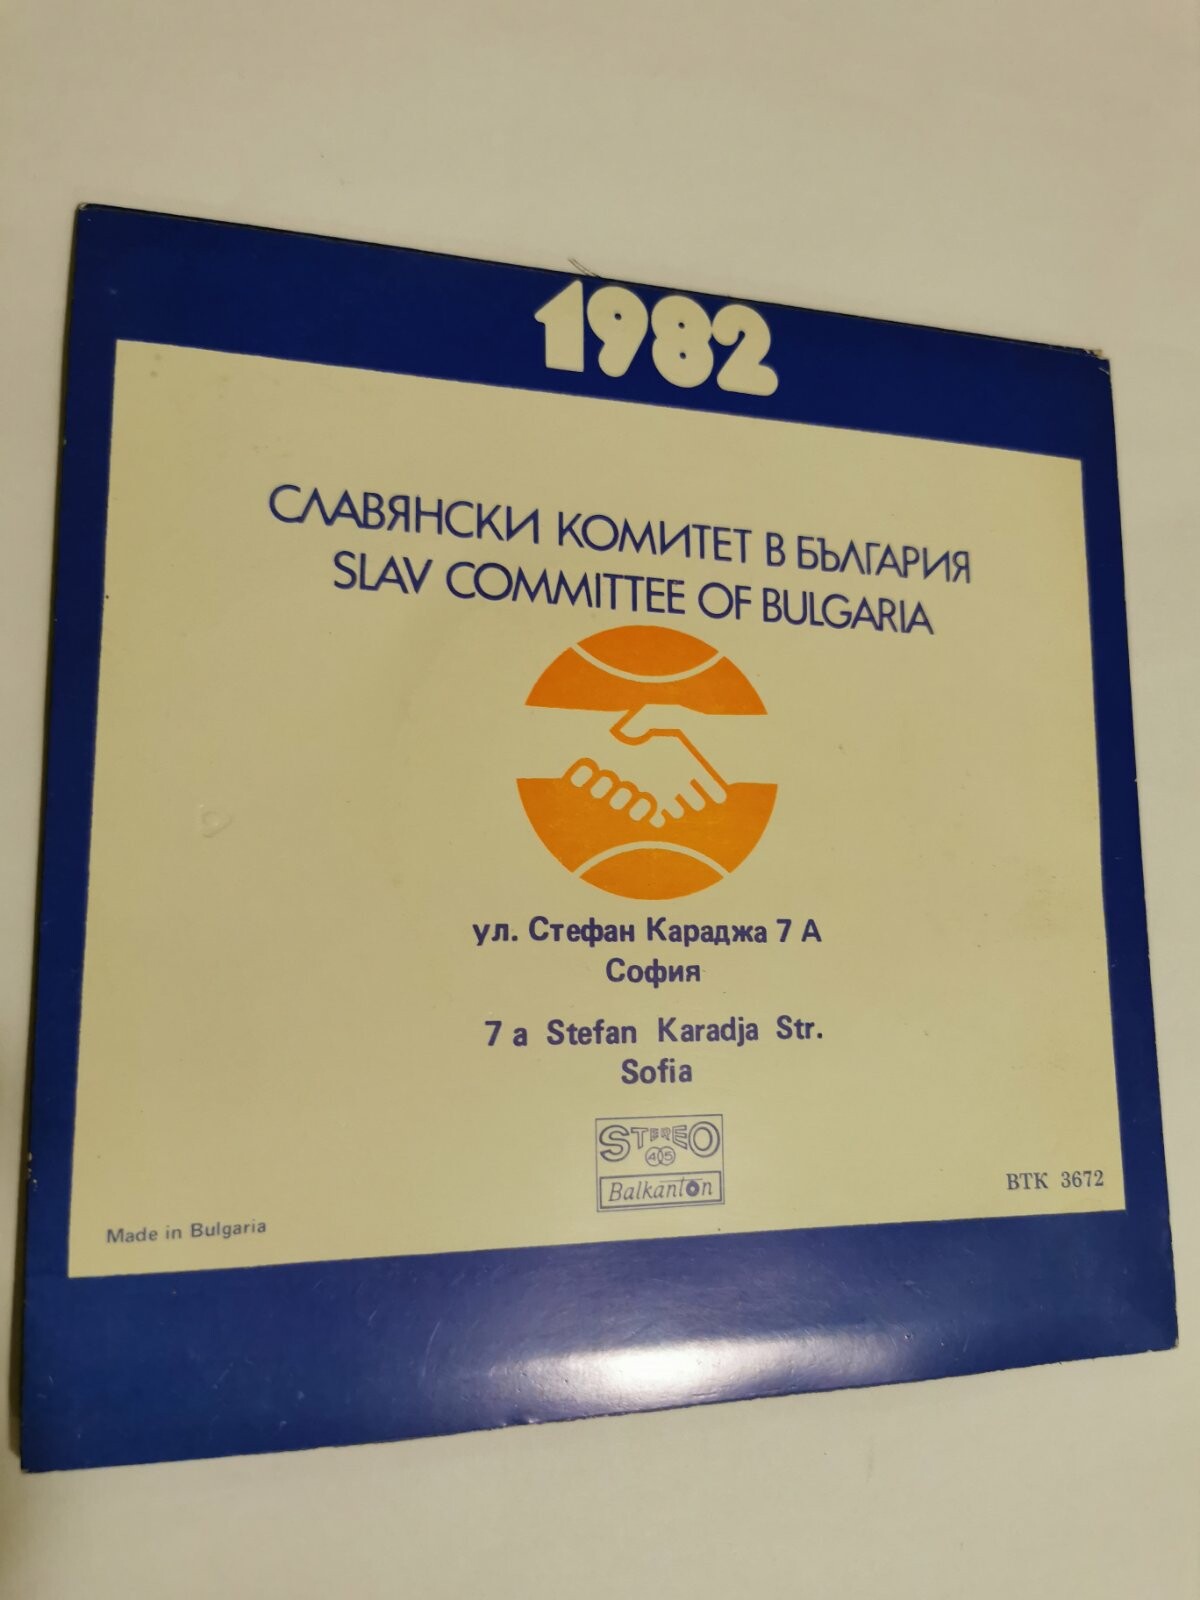 1982
СЛАВЯНСКИ КОМИТЕТ В БЪЛГАРИЯ
SLAV COMMITTEE OF BULGARIA
ул. Стефан Караджа 7 А
София
7 a Stefan Karadja Str.
Sofia
STEREO
45
Balkanton
ВТК 3672
Made in Bulgaria